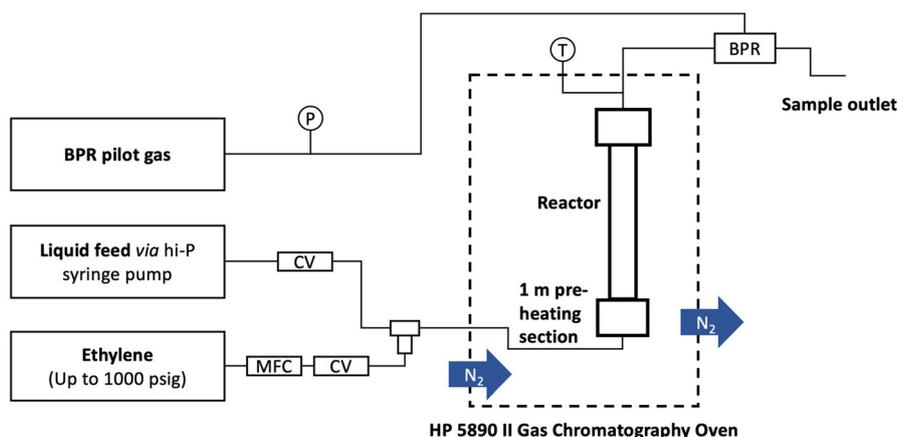 T
BPR
Sample outlet
P
BPR pilot gas
Reactor
Liquid feed via hi-P
syringe pump
CV
1 m pre-
heating
section
N2
Ethylene
(Up to 1000 psig)
MFC
CV
N2
HP 5890 II Gas Chromatography Oven